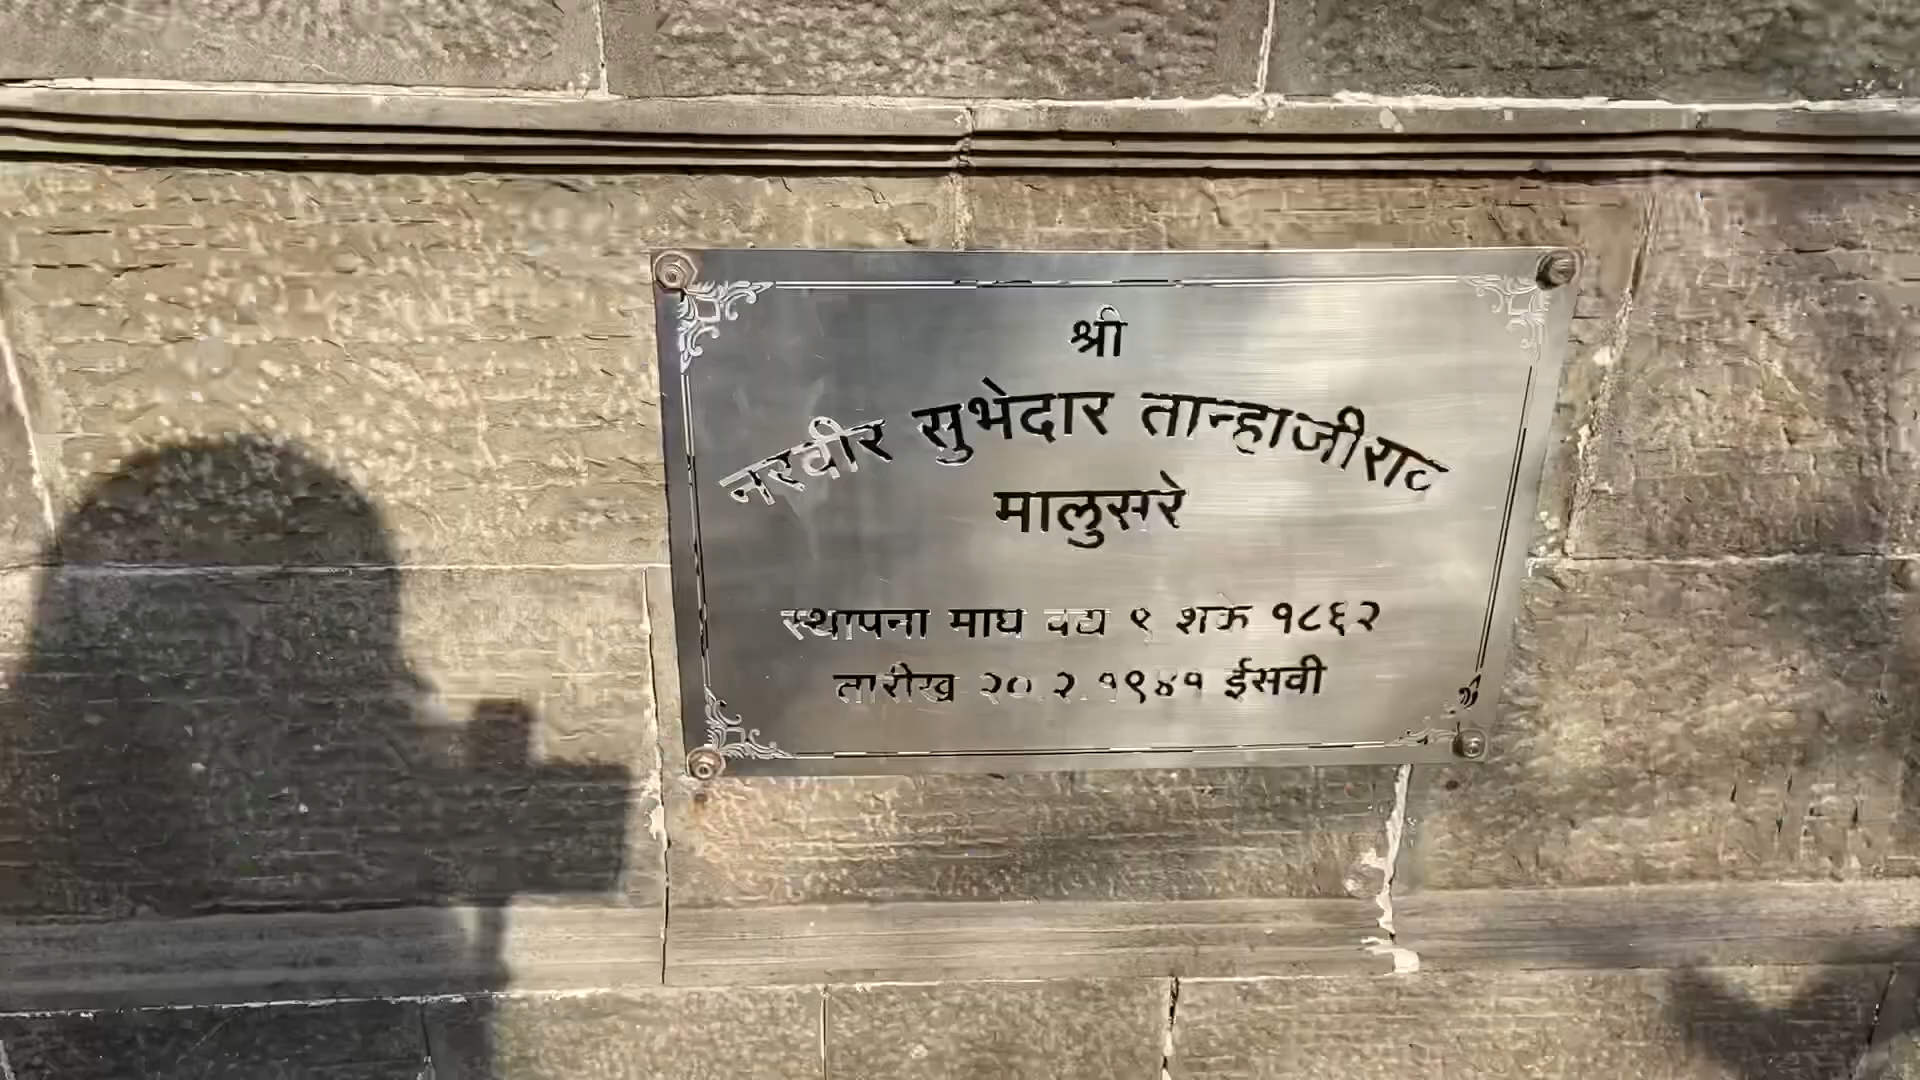 श्री
नरवीर सुभेदार तान्हाजीराव
मालुसरे
स्थापना माघ वद्य ९ शके १८६२
तारीख २०.२.१९४१ ईसवी